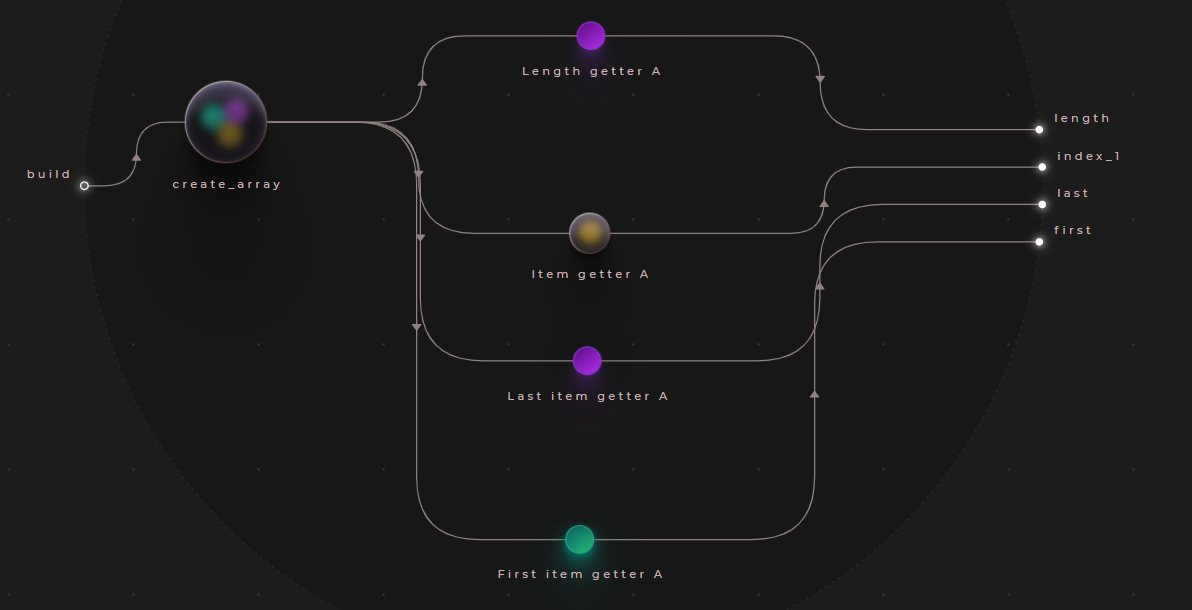 Length getter A
length
index_1
build
create_array
last
first
Item getter A
Last item getter A
First item getter A